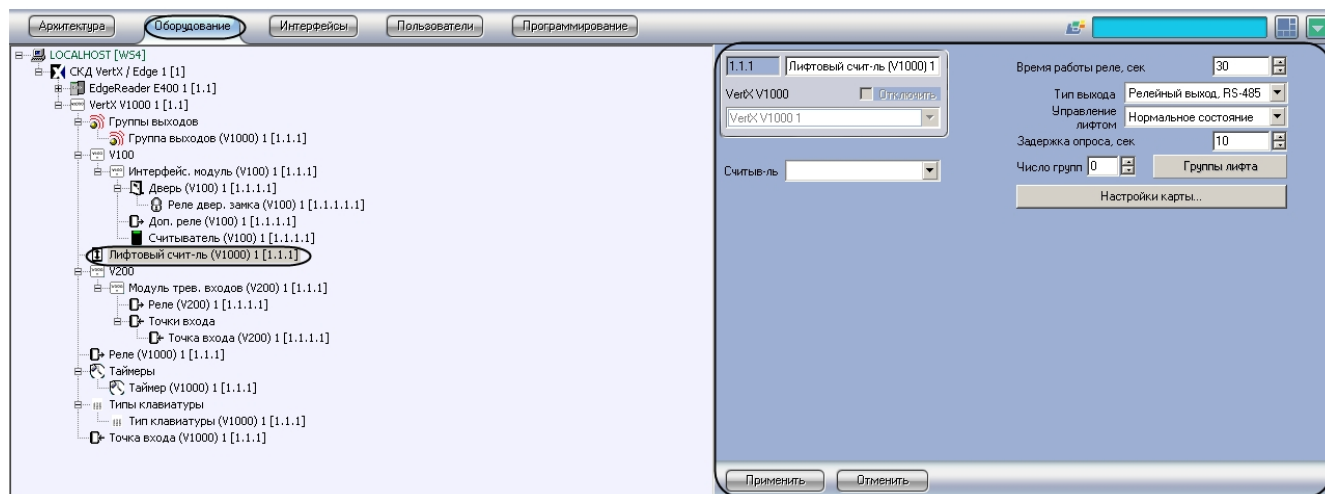 Архитектура Оборудование Интерфейсы Пользователи Программирование
LOCALHOST [WS4]
СКД VertX / Edge 1 [1]
EdgeReader E400 1 [1.1]
VertX V1000 1 [1.1]
Группы выходов
Группа выходов (V1000) 1 [1.1.1]
V100
Интерфейс. модуль (V100) 1 [1.1.1]
Дверь (V100) 1 [1.1.1.1]
Реле двер. замка (V100) 1 [1.1.1.1.1]
Доп. реле (V100) 1 [1.1.1.1]
Считыватель (V100) 1 [1.1.1.1]
Лифтовый счит-ль (V1000) 1 [1.1.1]
V200
Модуль трев. входов (V200) 1 [1.1.1]
Реле (V200) 1 [1.1.1.1]
Точки входа
Точка входа (V200) 1 [1.1.1.1]
Реле (V1000) 1 [1.1.1]
Таймеры
Таймер (V1000) 1 [1.1.1]
Типы клавиатуры
Тип клавиатуры (V1000) 1 [1.1.1]
Точка входа (V1000) 1 [1.1.1]
1.1.1 Лифтовый счит-ль (V1000) 1
VertX V1000 Отключить
VertX V1000 1
Считыв-ль
Время работы реле, сек 30
Тип выхода Релейный выход, RS-485
Управление лифтом Нормальное состояние
Задержка опроса, сек 10
Число групп 0 Группы лифта
Настройки карты...
Применить Отменить